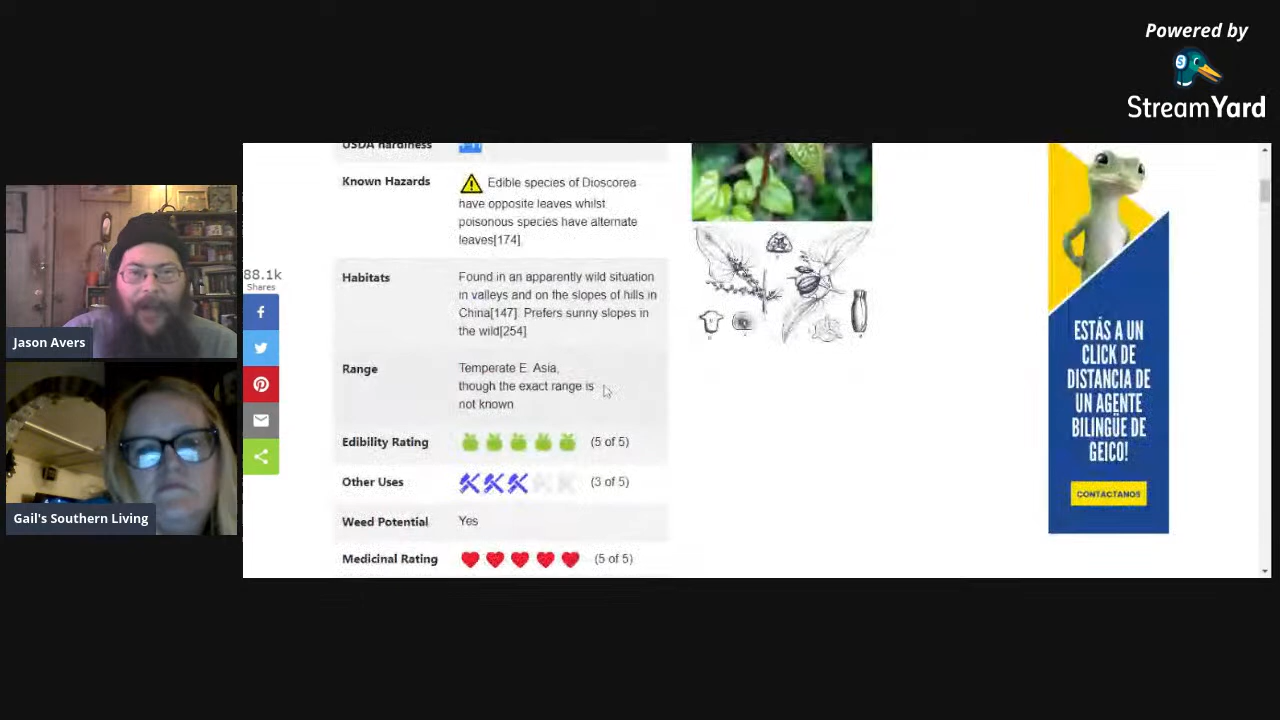 Powered by
StreamYard
USDA hardiness
Known Hazards
Edible species of Dioscorea
have opposite leaves whilst
poisonous species have alternate
leaves[174].
Habitats
Found in an apparently wild situation
in valleys and on the slopes of hills in
China[147]. Prefers sunny slopes in
the wild[254]
Range
Temperate E. Asia,
though the exact range is
not known
Edibility Rating
(5 of 5)
Other Uses
(3 of 5)
Weed Potential
Yes
Medicinal Rating
(5 of 5)
88.1k
Shares
Jason Avers
Gail's Southern Living
ESTÁS A UN
CLICK DE
DISTANCIA DE
UN AGENTE
BILINGÜE DE
GEICO!
CONTÁCTANOS